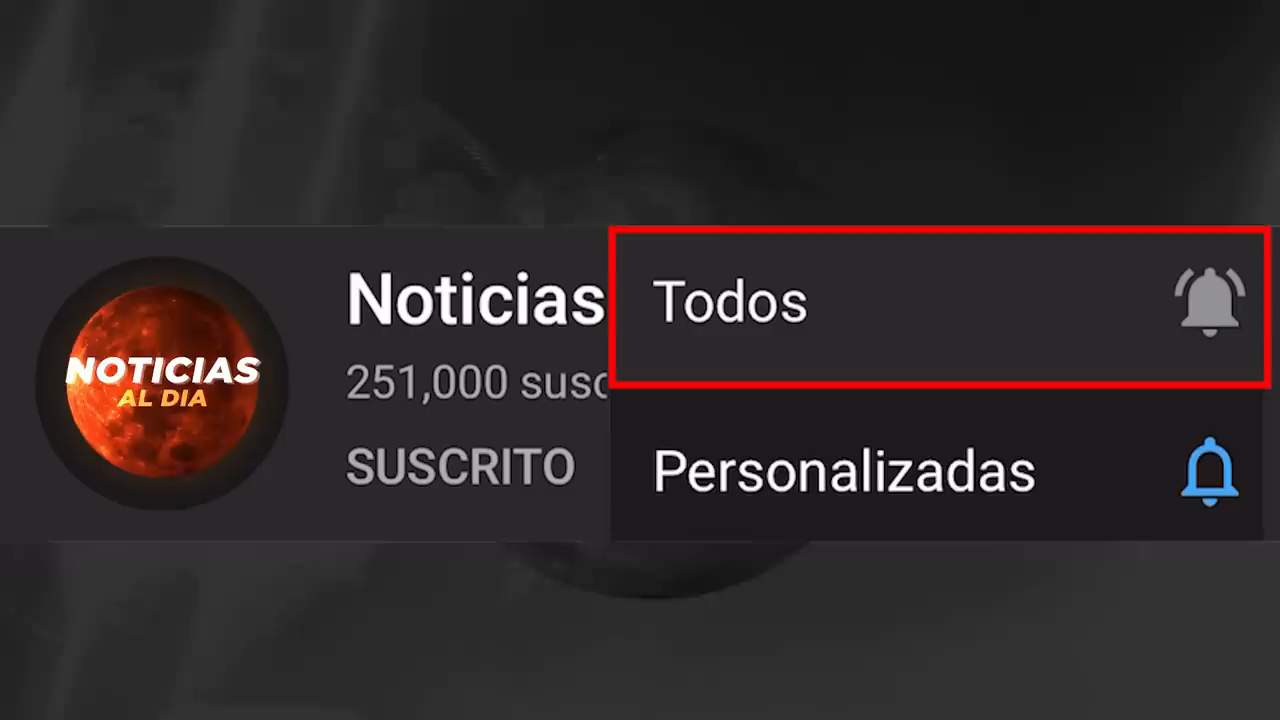 NOTICIAS
AL DIA
Noticias
251,000 susc
SUSCRITO
Todos
Personalizadas